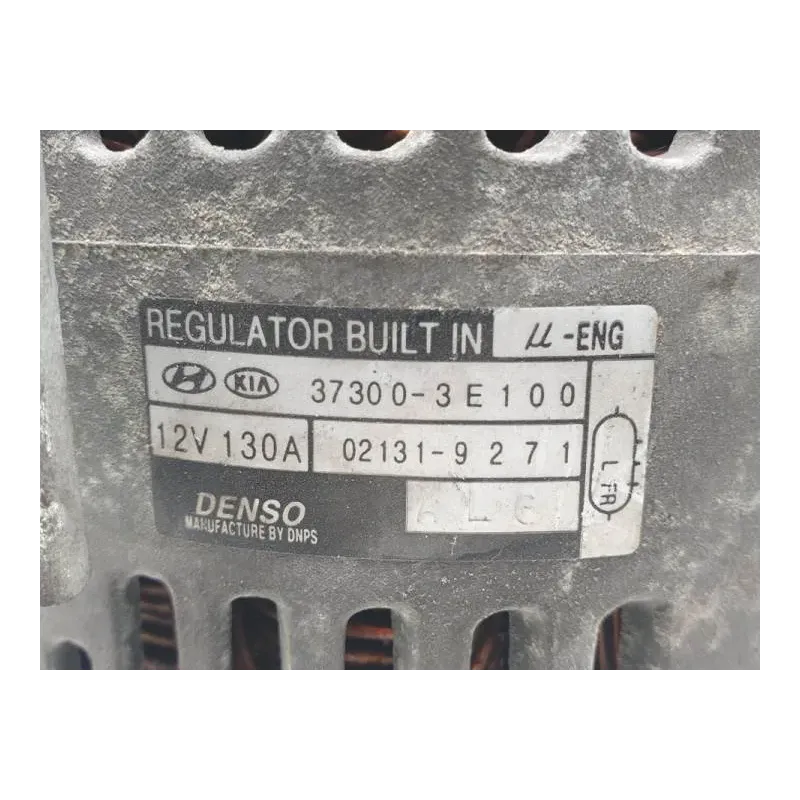 REGULATOR BUILT IN µ-ENG
KIA 37300-3E100
12V 130A 02131-9271
DENSO
MANUFACTURE BY DNPS
L FR